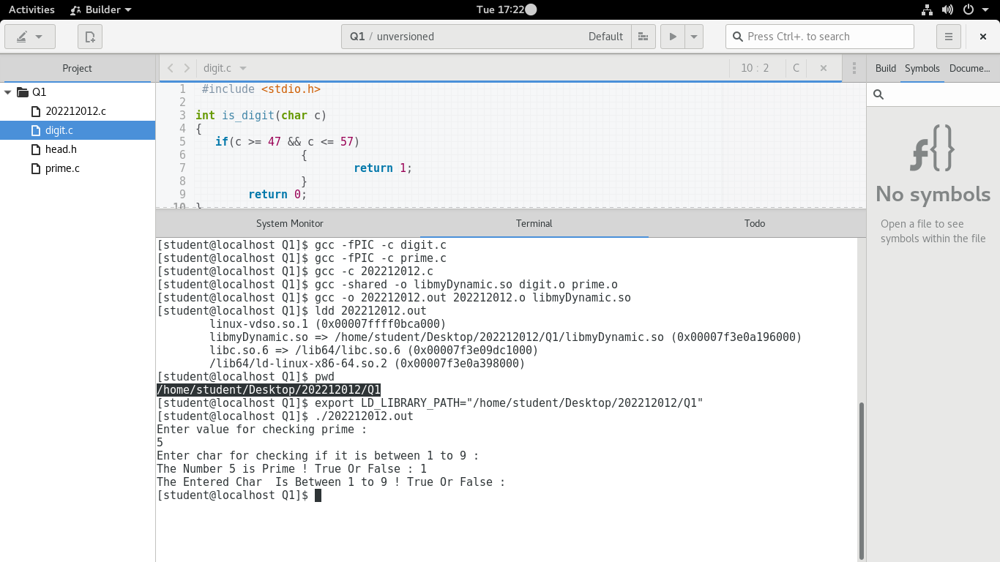 Activities Builder Tue 17:22
Q1 / unversioned Default Press Ctrl+. to search
Project digit.c 10 : 2 C Build Symbols Docume...
Q1
202212012.c
digit.c
head.h
prime.c
1 #include <stdio.h>
2
3 int is_digit(char c)
4 {
5 if(c >= 47 && c <= 57)
6 {
7 return 1;
8 }
9 return 0;
10 }
No symbols
Open a file to see
symbols within the file
System Monitor Terminal Todo
[student@localhost Q1]$ gcc -fPIC -c digit.c
[student@localhost Q1]$ gcc -fPIC -c prime.c
[student@localhost Q1]$ gcc -c 202212012.c
[student@localhost Q1]$ gcc -shared -o libmyDynamic.so digit.o prime.o
[student@localhost Q1]$ gcc -o 202212012.out 202212012.o libmyDynamic.so
[student@localhost Q1]$ ldd 202212012.out
linux-vdso.so.1 (0x00007ffff0bca000)
libmyDynamic.so => /home/student/Desktop/202212012/Q1/libmyDynamic.so (0x00007f3e0a196000)
libc.so.6 => /lib64/libc.so.6 (0x00007f3e09dc1000)
/lib64/ld-linux-x86-64.so.2 (0x00007f3e0a398000)
[student@localhost Q1]$ pwd
/home/student/Desktop/202212012/Q1
[student@localhost Q1]$ export LD_LIBRARY_PATH="/home/student/Desktop/202212012/Q1"
[student@localhost Q1]$ ./202212012.out
Enter value for checking prime :
5
Enter char for checking if it is between 1 to 9 :
The Number 5 is Prime ! True Or False : 1
The Entered Char  Is Between 1 to 9 ! True Or False :
[student@localhost Q1]$